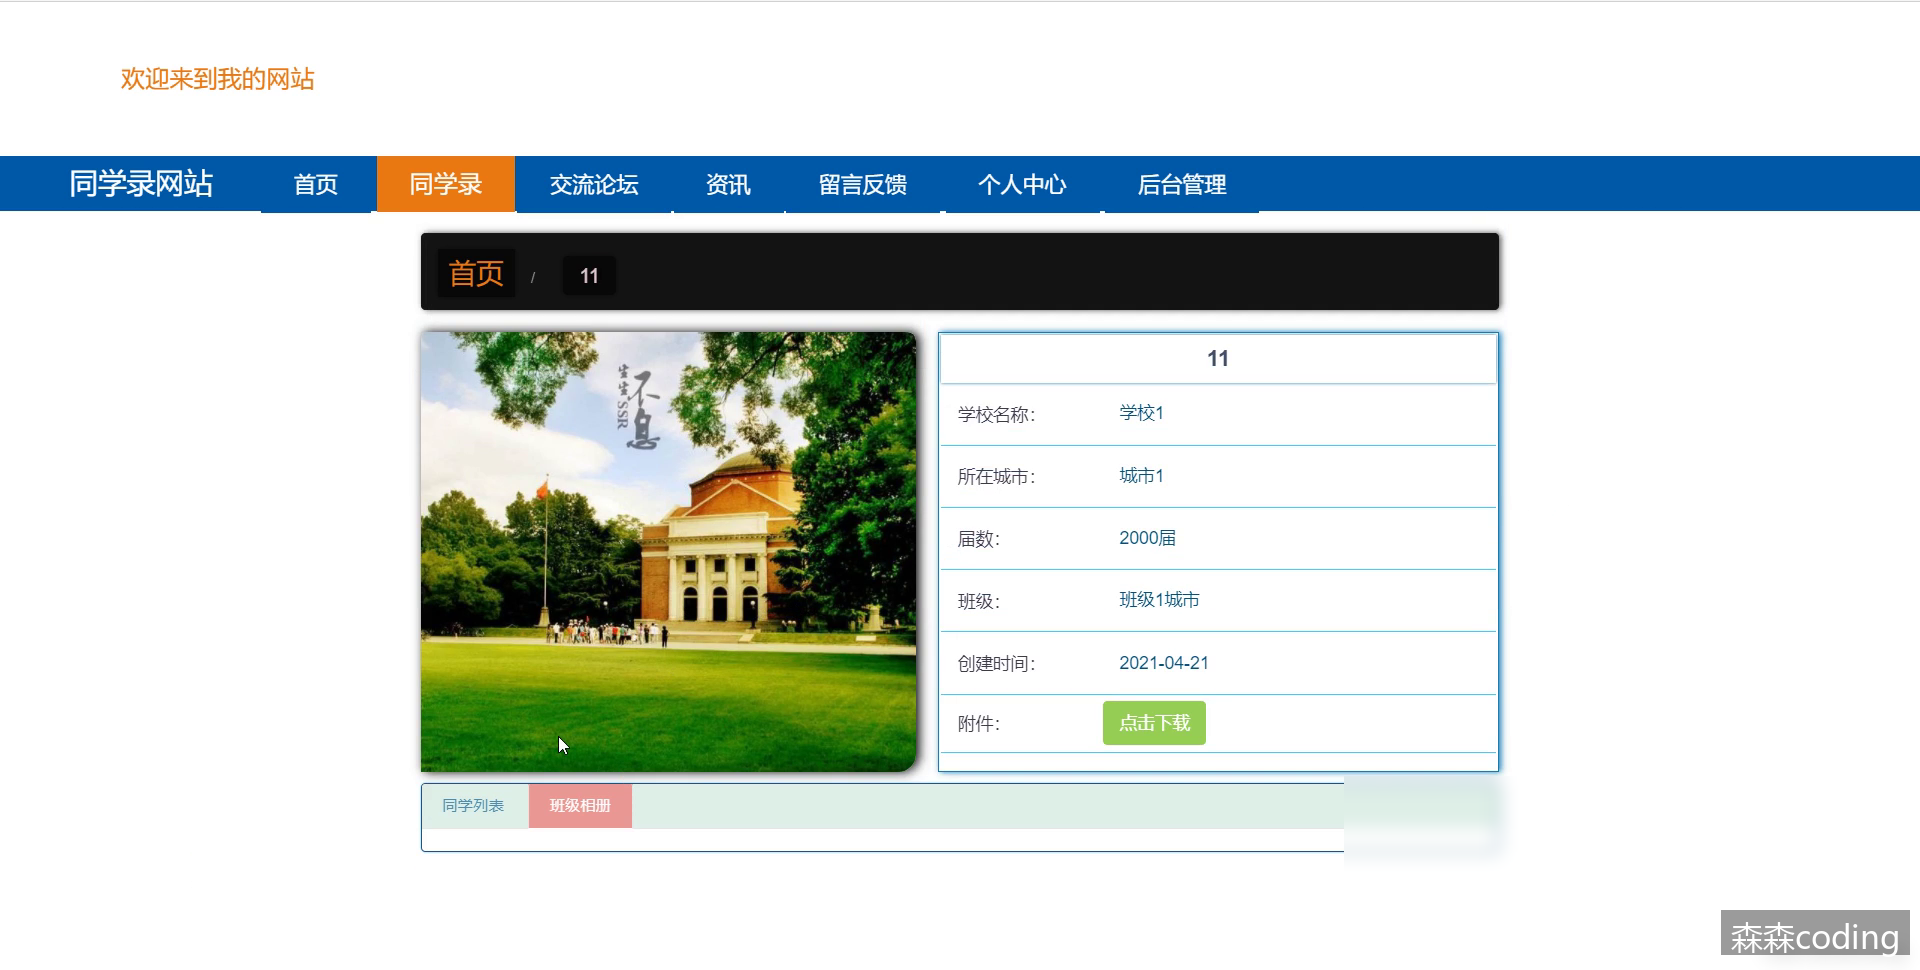 欢迎来到我的网站
同学录网站 首页 同学录 交流论坛 资讯 留言反馈 个人中心 后台管理
首页 / 11
生生不息
SSR
11
学校名称: 学校1
所在城市: 城市1
届数: 2000届
班级: 班级1城市
创建时间: 2021-04-21
附件: 点击下载
同学列表 班级相册
森森coding